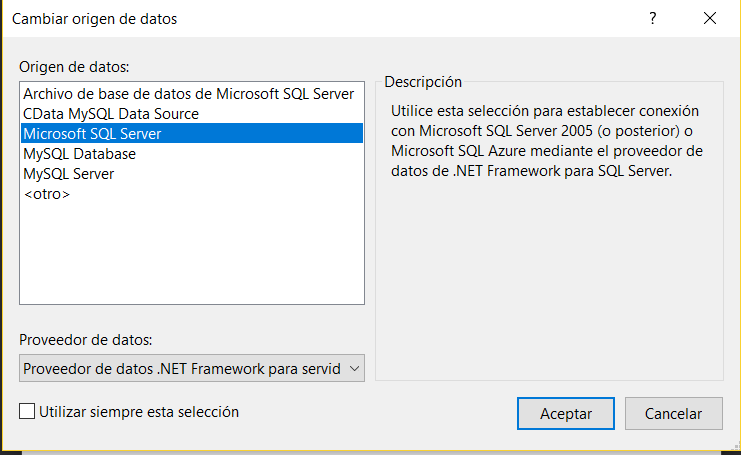 Cambiar origen de datos
?
Origen de datos:
Archivo de base de datos de Microsoft SQL Server
CData MySQL Data Source
Microsoft SQL Server
MySQL Database
MySQL Server
<otro>
Descripción
Utilice esta selección para establecer conexión
con Microsoft SQL Server 2005 (o posterior) o
Microsoft SQL Azure mediante el proveedor de
datos de .NET Framework para SQL Server.
Proveedor de datos:
Proveedor de datos .NET Framework para servid
Utilizar siempre esta selección
Aceptar
Cancelar